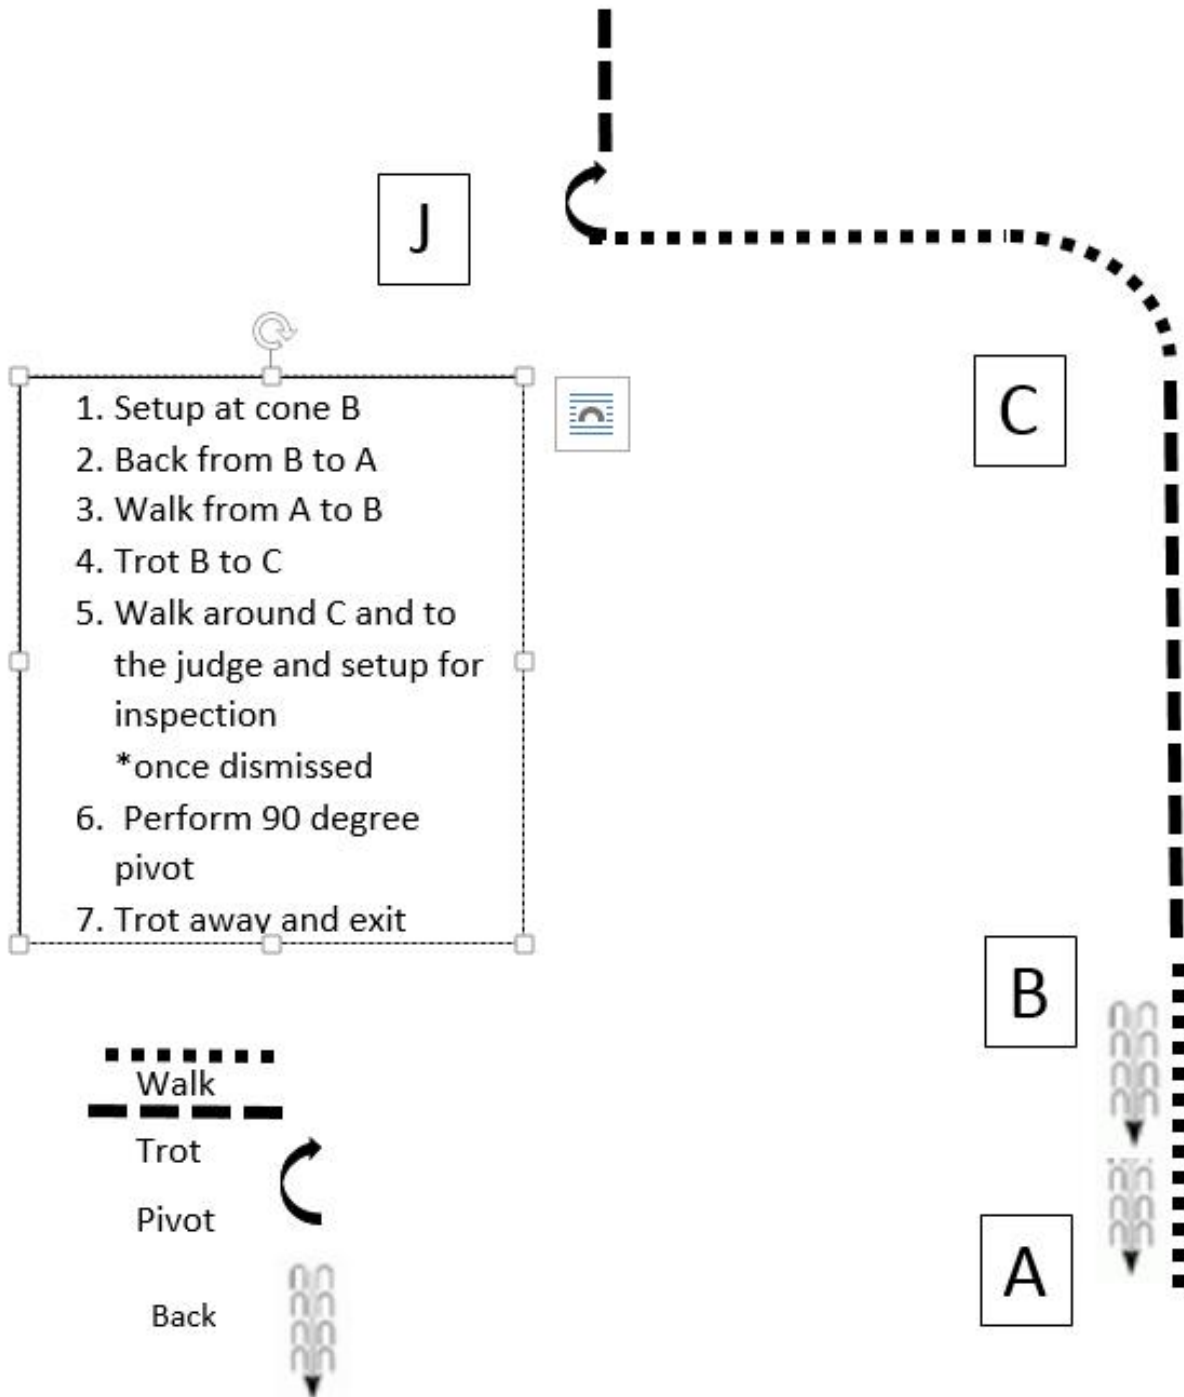 J
C
1. Setup at cone B
2. Back from B to A
3. Walk from A to B
4. Trot B to C
5. Walk around C and to
the judge and setup for
inspection
*once dismissed
6. Perform 90 degree
pivot
7. Trot away and exit
B
Walk
Trot
Pivot
A
Back